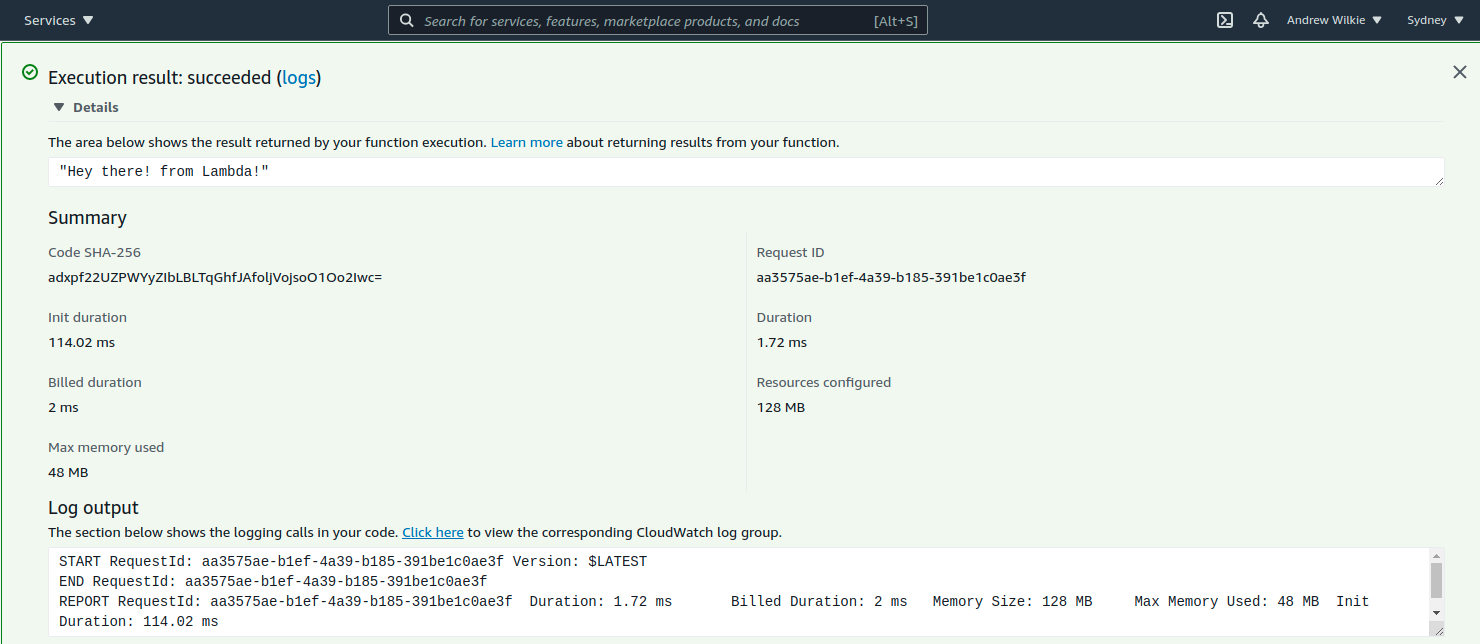 Services ▼ Search for services, features, marketplace products, and docs [Alt+S] Andrew Wilkie ▼ Sydney ▼
Execution result: succeeded (logs)
▼ Details
The area below shows the result returned by your function execution. Learn more about returning results from your function.
"Hey there! from Lambda!"
Summary
Code SHA-256 Request ID
adxpf22UZPWYyZIbLBLTqGhfJAfoljVojsoO1Oo2Iwc= aa3575ae-b1ef-4a39-b185-391be1c0ae3f
Init duration Duration
114.02 ms 1.72 ms
Billed duration Resources configured
2 ms 128 MB
Max memory used
48 MB
Log output
The section below shows the logging calls in your code. Click here to view the corresponding CloudWatch log group.
START RequestId: aa3575ae-b1ef-4a39-b185-391be1c0ae3f Version: $LATEST
END RequestId: aa3575ae-b1ef-4a39-b185-391be1c0ae3f
REPORT RequestId: aa3575ae-b1ef-4a39-b185-391be1c0ae3f Duration: 1.72 ms Billed Duration: 2 ms Memory Size: 128 MB Max Memory Used: 48 MB Init
Duration: 114.02 ms